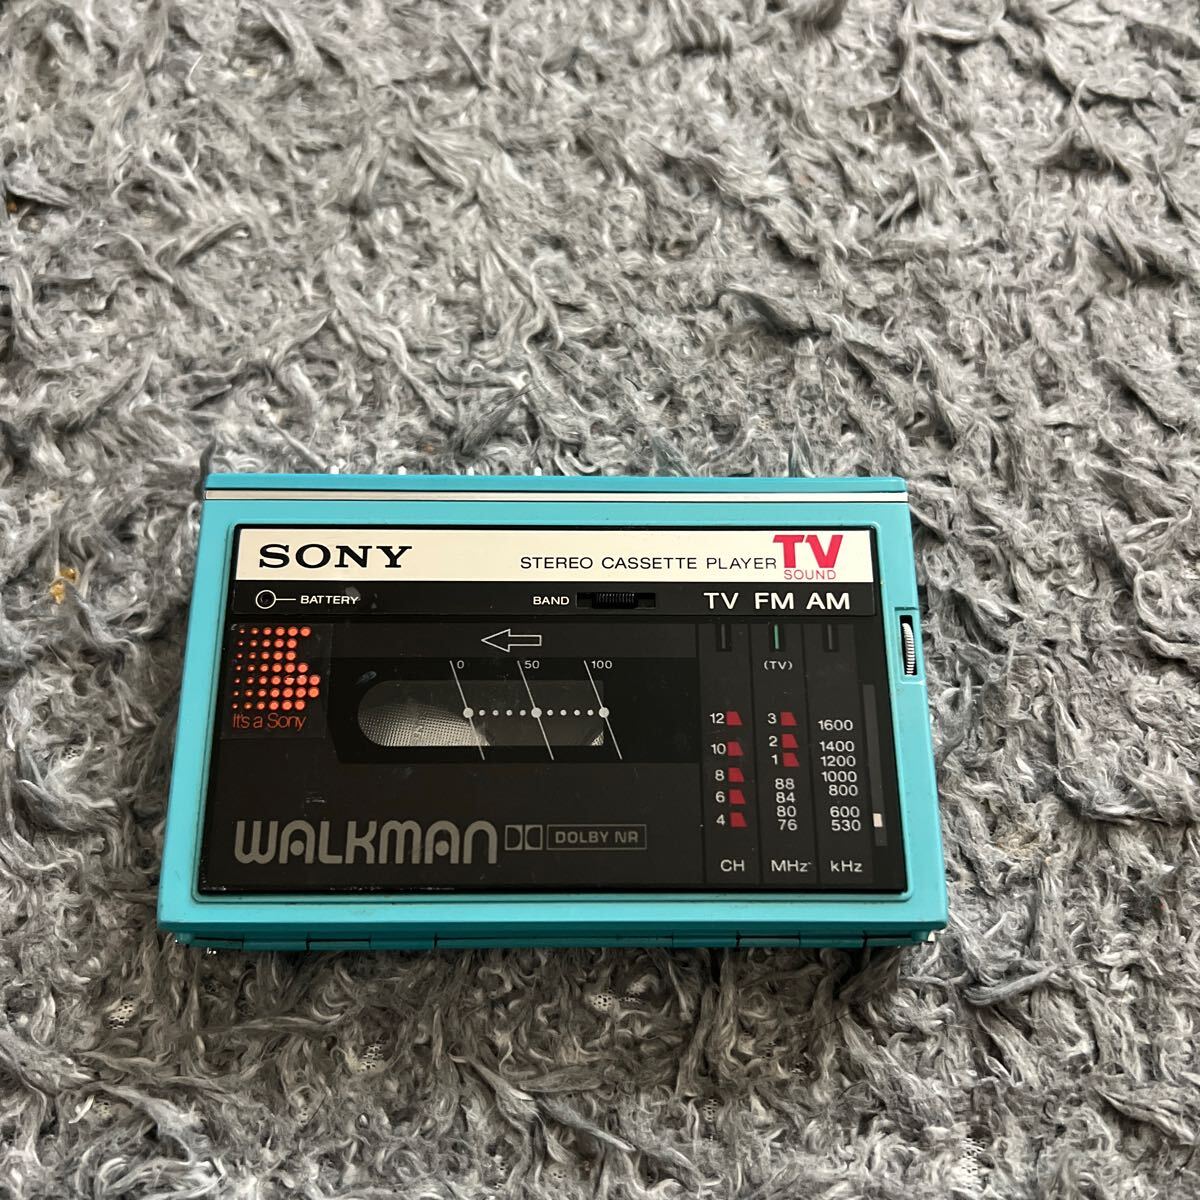 SONY
STEREO CASSETTE PLAYER TV SOUND
BATTERY
BAND
TV FM AM
(TV)
0 50 100
It's a Sony
12 3 1600
10 2 1400
1 1200
8 88 1000
6 84 800
4 80 600
76 530
WALKMAN DOLBY NR
CH MHz kHz